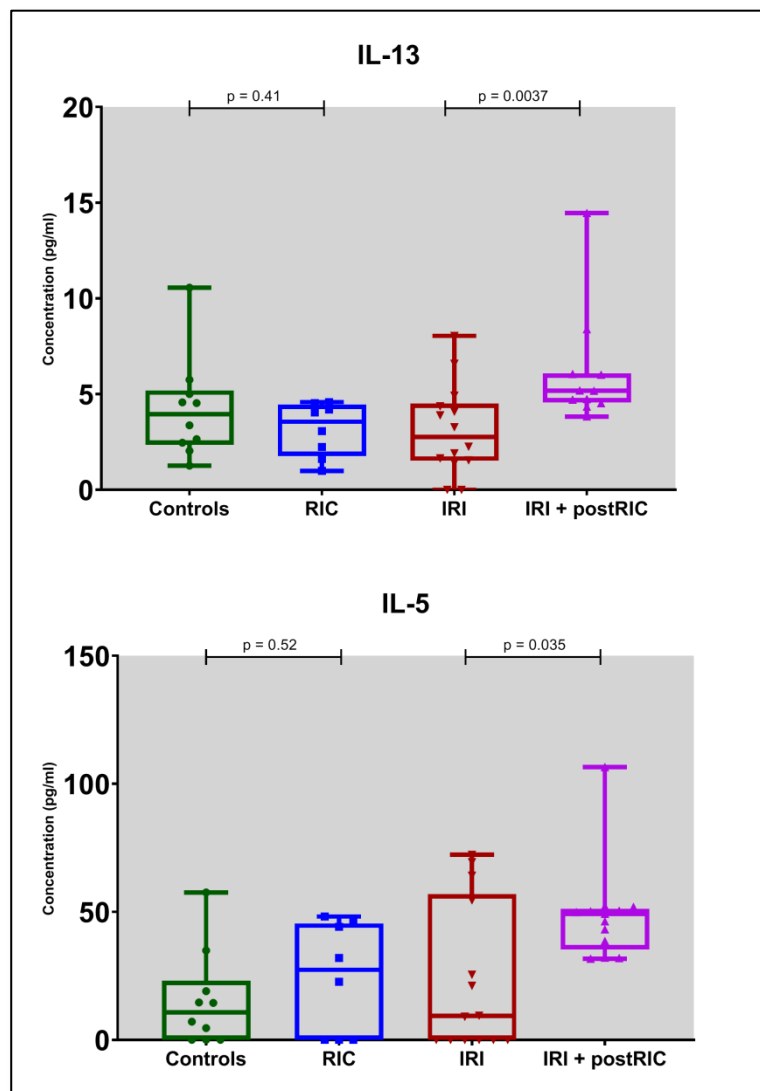 IL-13
p = 0.41 p = 0.0037
20
15
10
5
0
Concentration (pg/ml)
Controls RIC IRI IRI + postRIC
IL-5
p = 0.52 p = 0.035
150
100
50
0
Concentration (pg/ml)
Controls RIC IRI IRI + postRIC